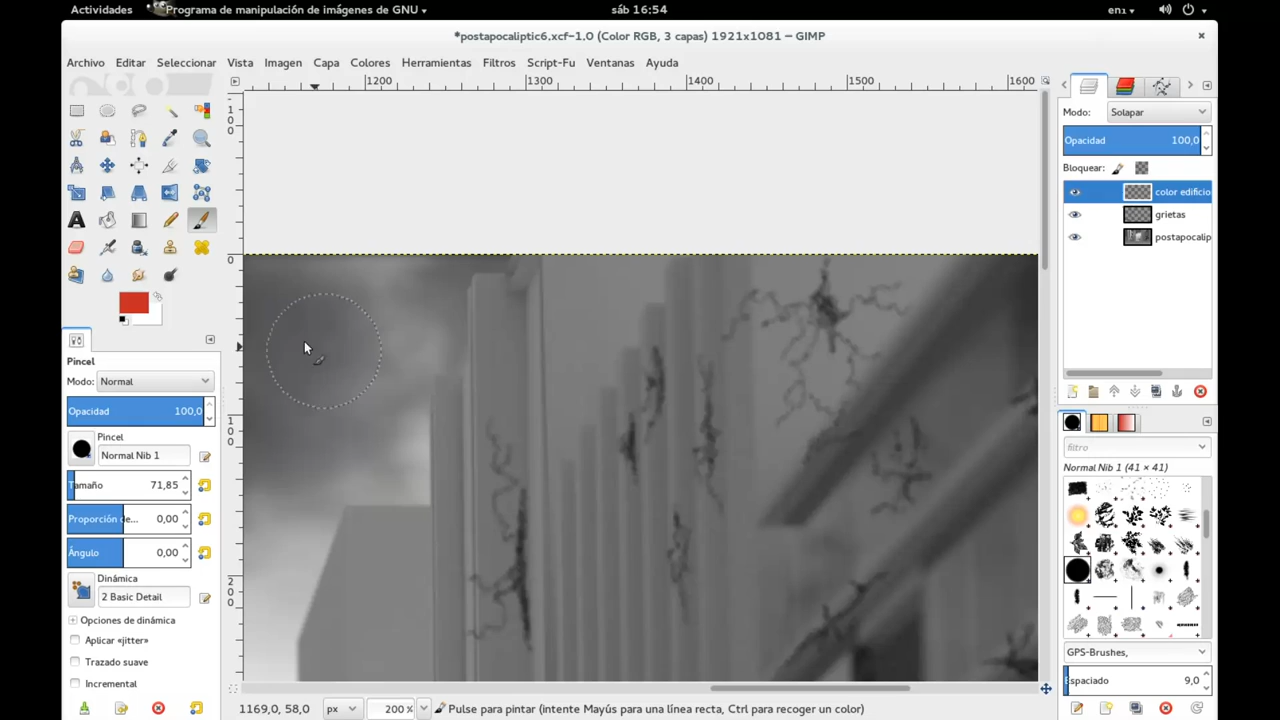 Actividades
Programa de manipulación de imágenes de GNU
sáb 16:54
en₁
*postapocaliptic6.xcf-1.0 (Color RGB, 3 capas) 1921x1081 – GIMP
Archivo Editar Seleccionar Vista Imagen Capa Colores Herramientas Filtros Script-Fu Ventanas Ayuda
1200 1300 1400 1500 1600
100
0
100
200
Modo: Solapar
Opacidad 100,0
Bloquear:
color edificio
grietas
postapocalip
Pincel
Modo: Normal
Opacidad 100,0
Pincel
Normal Nib 1
Tamaño 71,85
Proporción de... 0,00
Ángulo 0,00
Dinámica
2 Basic Detail
Opciones de dinámica
Aplicar «jitter»
Trazado suave
Incremental
filtro
Normal Nib 1 (41 × 41)
GPS-Brushes,
Espaciado 9,0
1169,0, 58,0 px 200 % Pulse para pintar (intente Mayús para una línea recta, Ctrl para recoger un color)